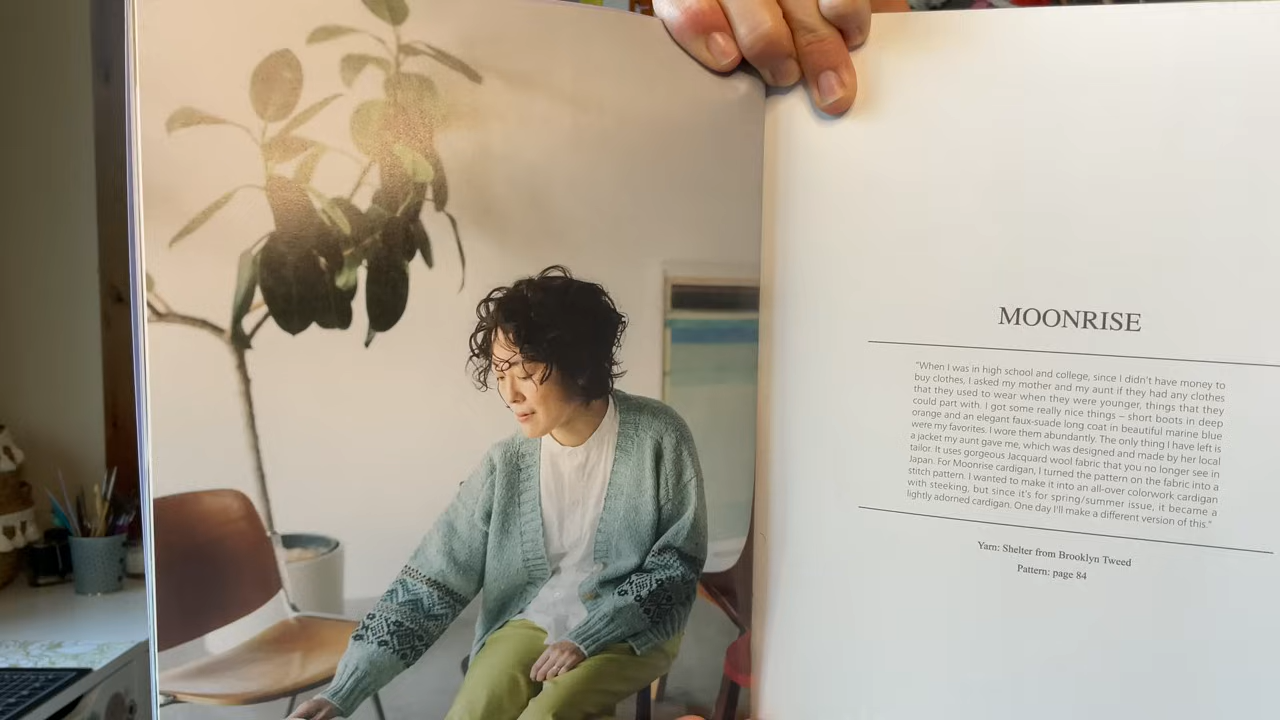 MOONRISE
"When I was in high school and college, since I didn't have money to
buy clothes, I asked my mother and my aunt if they had any clothes
that they used to wear when they were younger, things that they
could part with. I got some really nice things – short boots in deep
orange and an elegant faux-suade long coat in beautiful marine blue
were my favorites. I wore them abundantly. The only thing I have left is
a jacket my aunt gave me, which was designed and made by her local
tailor. It uses gorgeous Jacquard wool fabric that you no longer see in
Japan. For Moonrise cardigan, I turned the pattern on the fabric into a
stitch pattern. I wanted to make it into an all-over colorwork cardigan
with steeking, but since it's for spring/summer issue, it became a
lightly adorned cardigan. One day I'll make a different version of this."
Yarn: Shelter from Brooklyn Tweed
Pattern: page 84